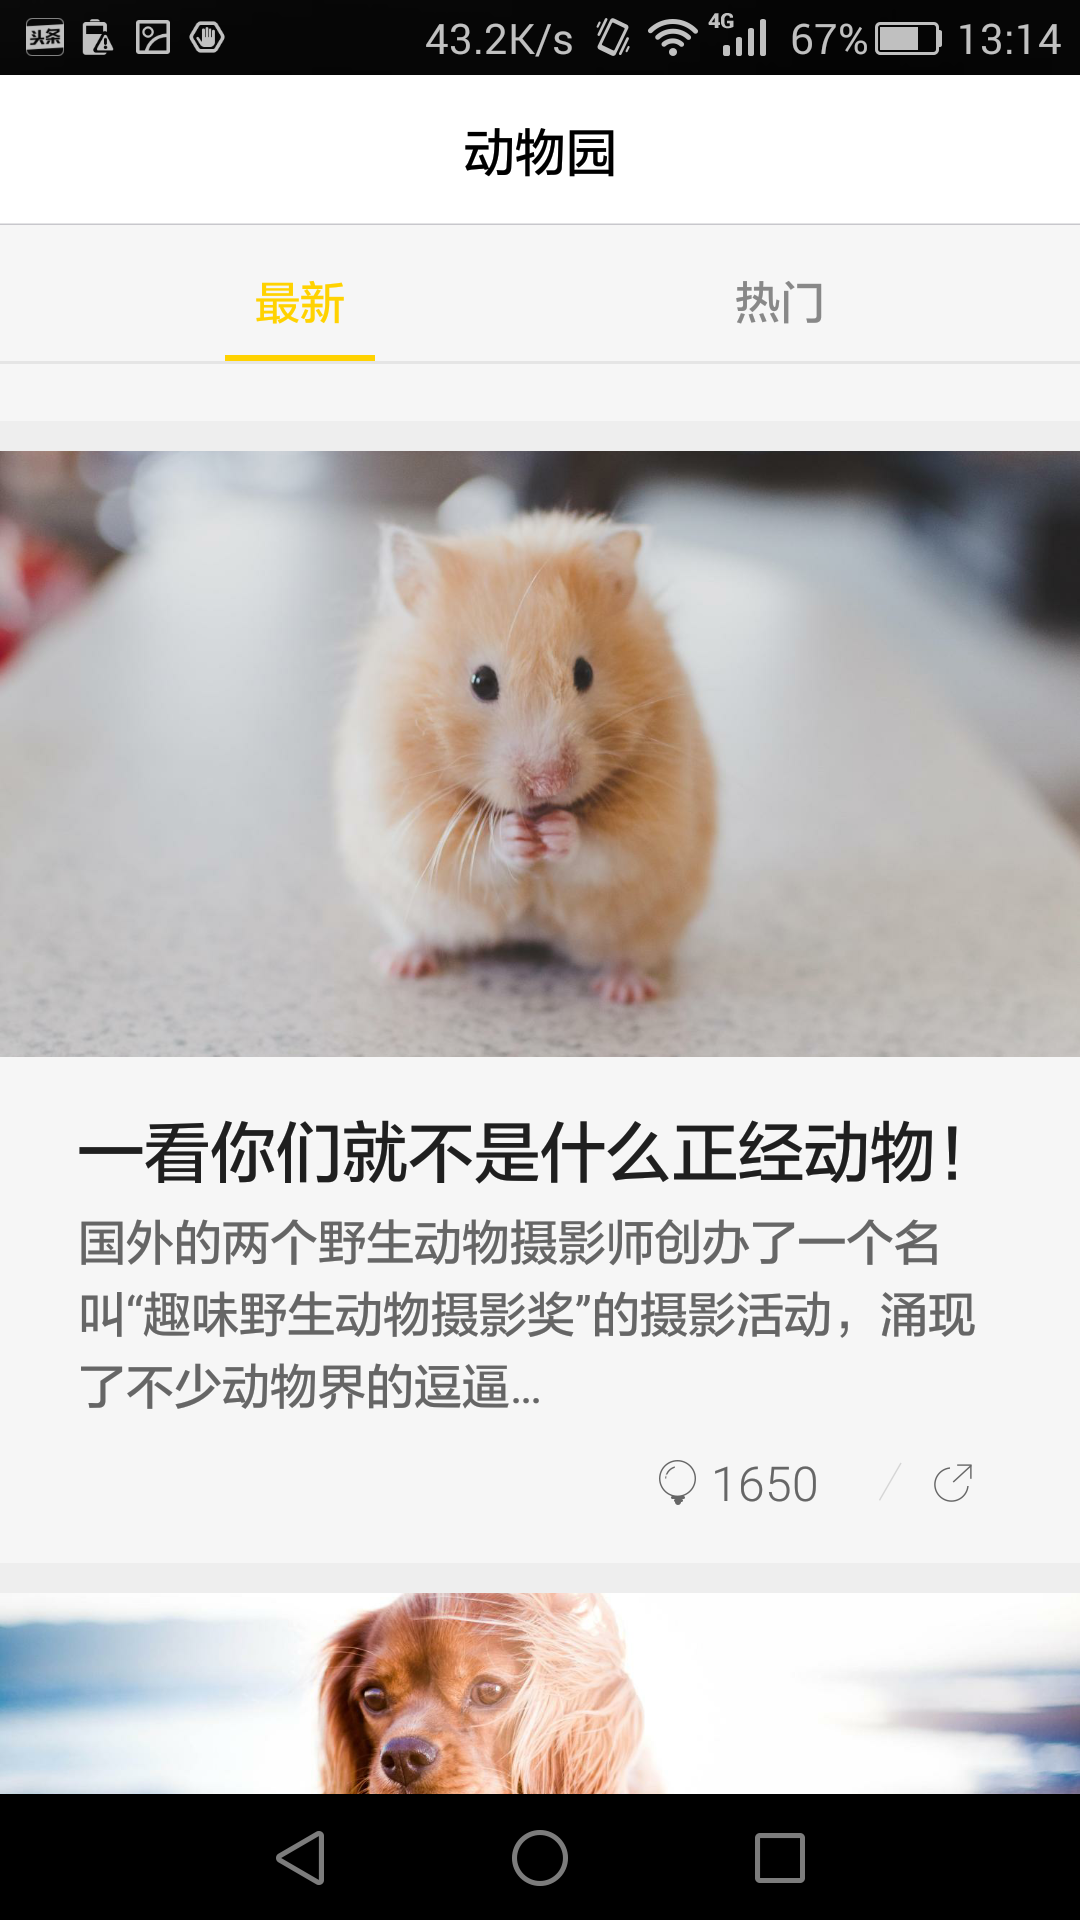 头条 43.2K/s 4G 67% 13:14
动物园
最新 热门
一看你们就不是什么正经动物！
国外的两个野生动物摄影师创办了一个名
叫“趣味野生动物摄影奖”的摄影活动，涌现
了不少动物界的逗逼...
1650